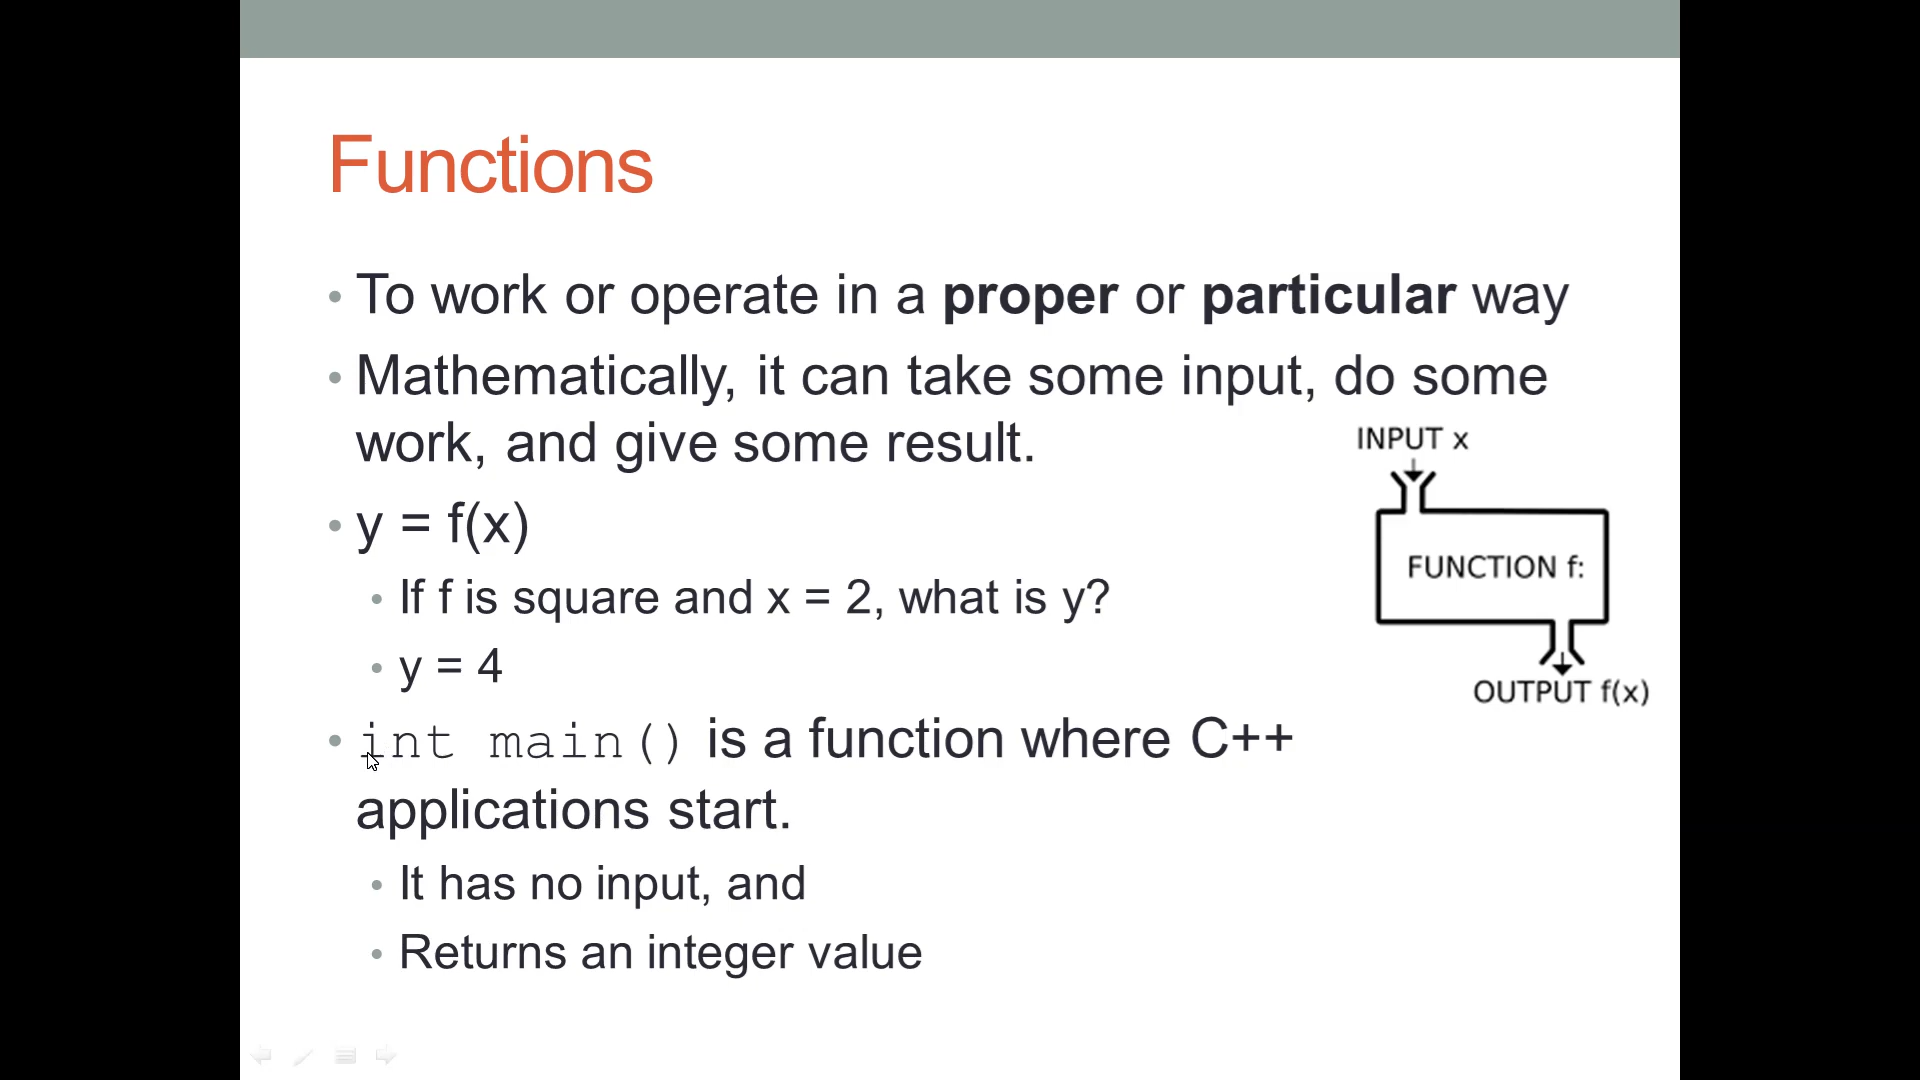 Functions
• To work or operate in a proper or particular way
• Mathematically, it can take some input, do some
work, and give some result.
INPUT x
• y = f(x)
FUNCTION f:
• If f is square and x = 2, what is y?
• y = 4
OUTPUT f(x)
• int main() is a function where C++
applications start.
• It has no input, and
• Returns an integer value